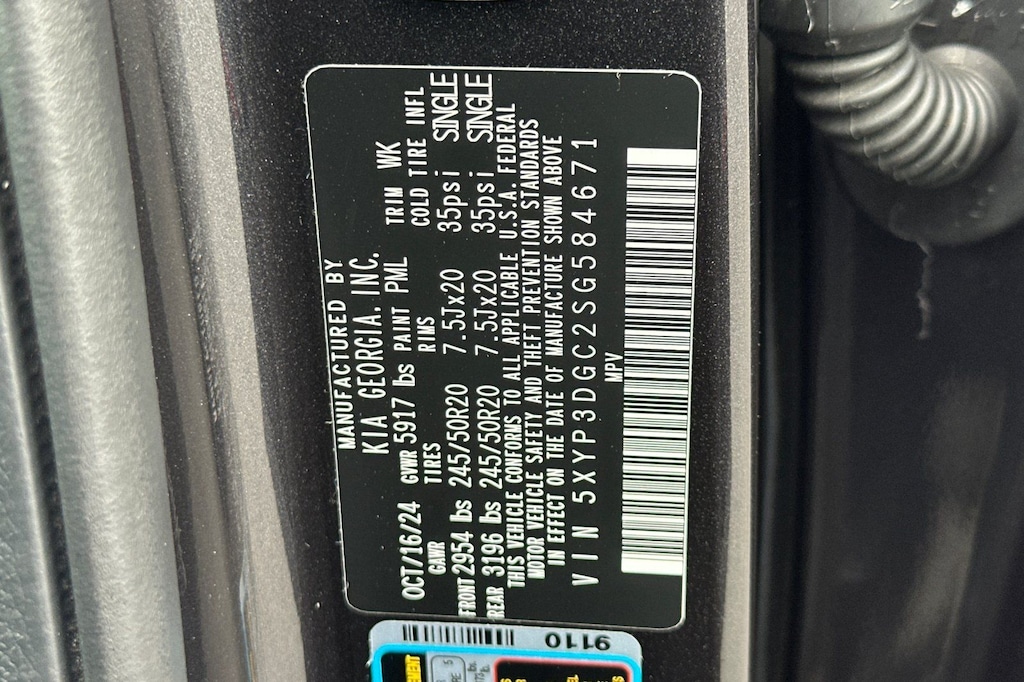 MANUFACTURED BY
KIA GEORGIA, INC.
OCT/16/24 GVWR 5917 lbs PAINT PML TRIM WK
GAWR TIRES RIMS COLD TIRE INFL
FRONT 2954 lbs 245/50R20 7.5Jx20 35psi SINGLE
REAR 3196 lbs 245/50R20 7.5Jx20 35psi SINGLE
THIS VEHICLE CONFORMS TO ALL APPLICABLE U.S.A. FEDERAL
MOTOR VEHICLE SAFETY AND THEFT PREVENTION STANDARDS
IN EFFECT ON THE DATE OF MANUFACTURE SHOWN ABOVE
VIN 5XYP3DGC2SG584671
MPV
9110